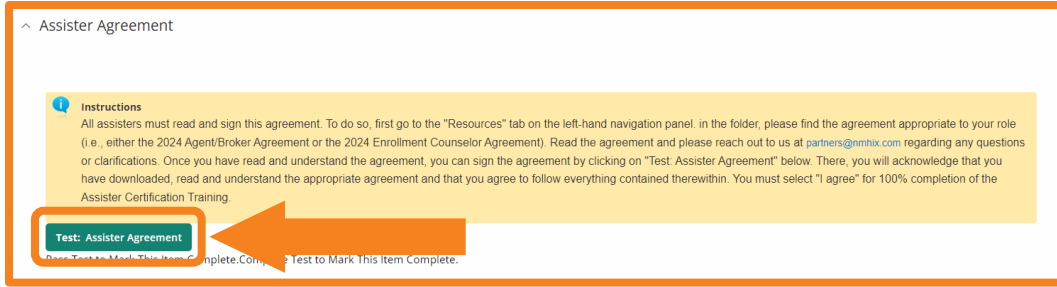 Assister Agreement
Instructions
All assisters must read and sign this agreement. To do so, first go to the "Resources" tab on the left-hand navigation panel. in the folder, please find the agreement appropriate to your role
(i.e., either the 2024 Agent/Broker Agreement or the 2024 Enrollment Counselor Agreement). Read the agreement and please reach out to us at partners@nmhix.com regarding any questions
or clarifications. Once you have read and understand the agreement, you can sign the agreement by clicking on "Test: Assister Agreement" below. There, you will acknowledge that you
have downloaded, read and understand the appropriate agreement and that you agree to follow everything contained therewithin. You must select "I agree" for 100% completion of the
Assister Certification Training.
Test: Assister Agreement
Pass Test to Mark This Item Complete. Test to Mark This Item Complete.